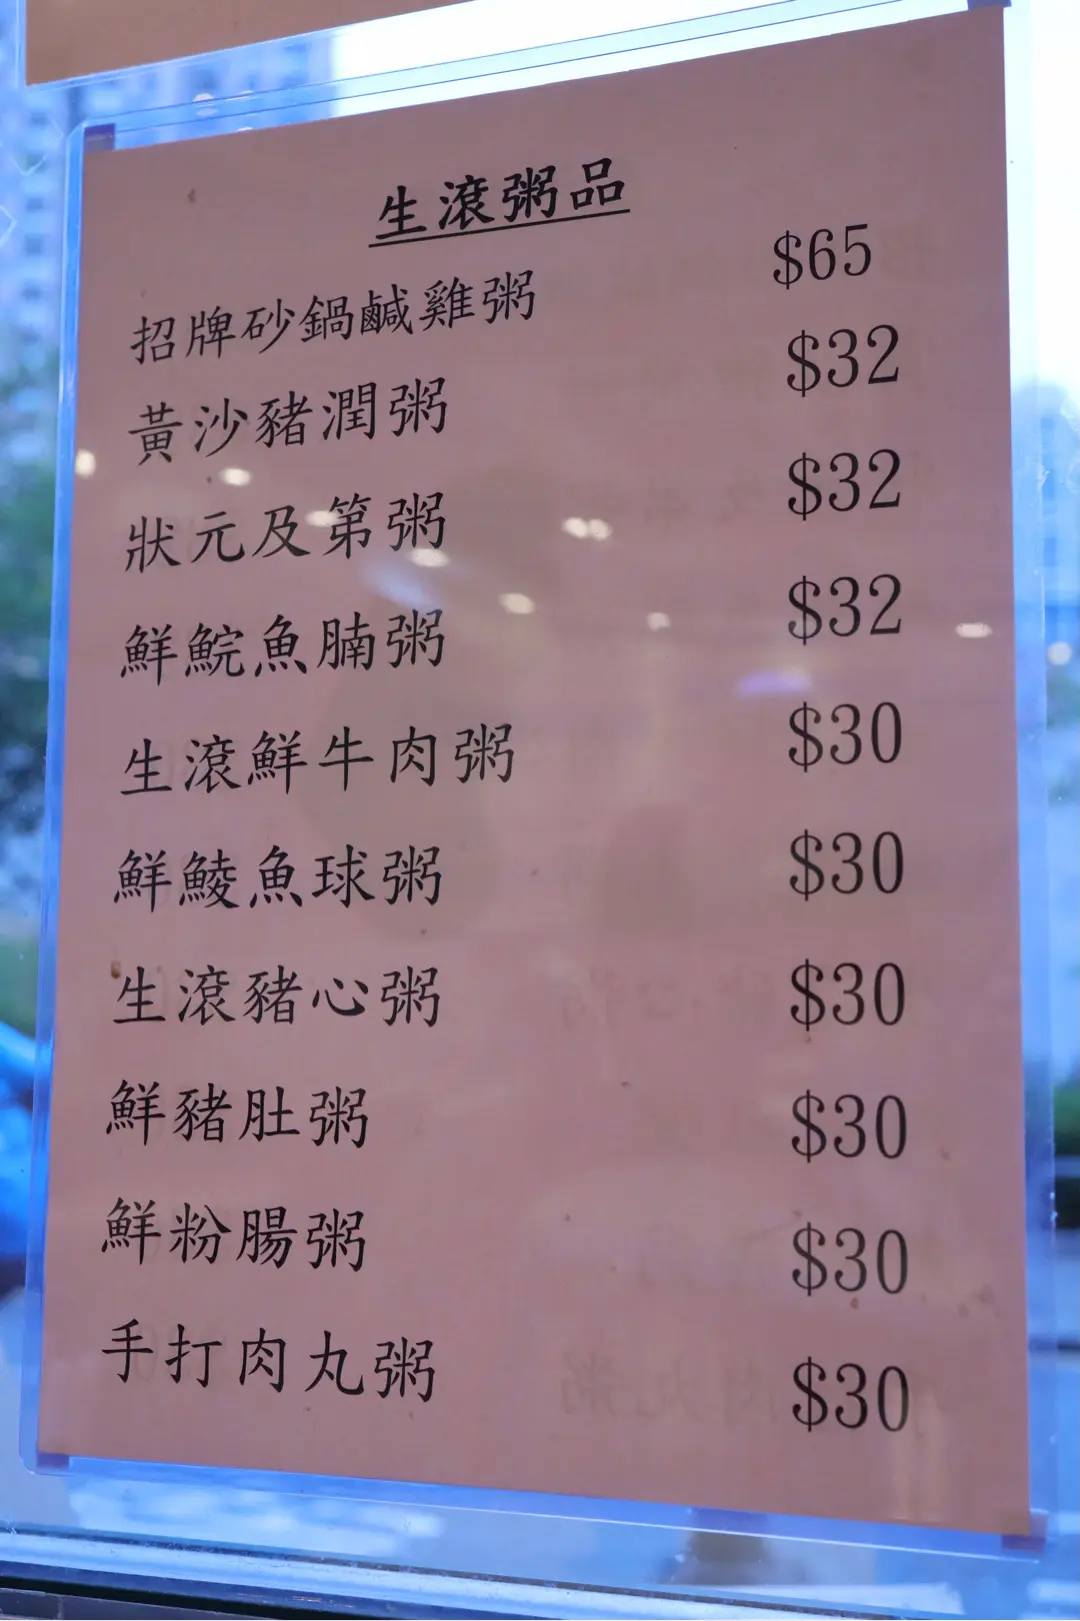 生滾粥品
招牌砂鍋鹹雞粥 $65
黃沙豬潤粥 $32
狀元及第粥 $32
鮮鯇魚腩粥 $32
生滾鮮牛肉粥 $30
鮮鯪魚球粥 $30
生滾豬心粥 $30
鮮豬肚粥 $30
鮮粉腸粥 $30
手打肉丸粥 $30